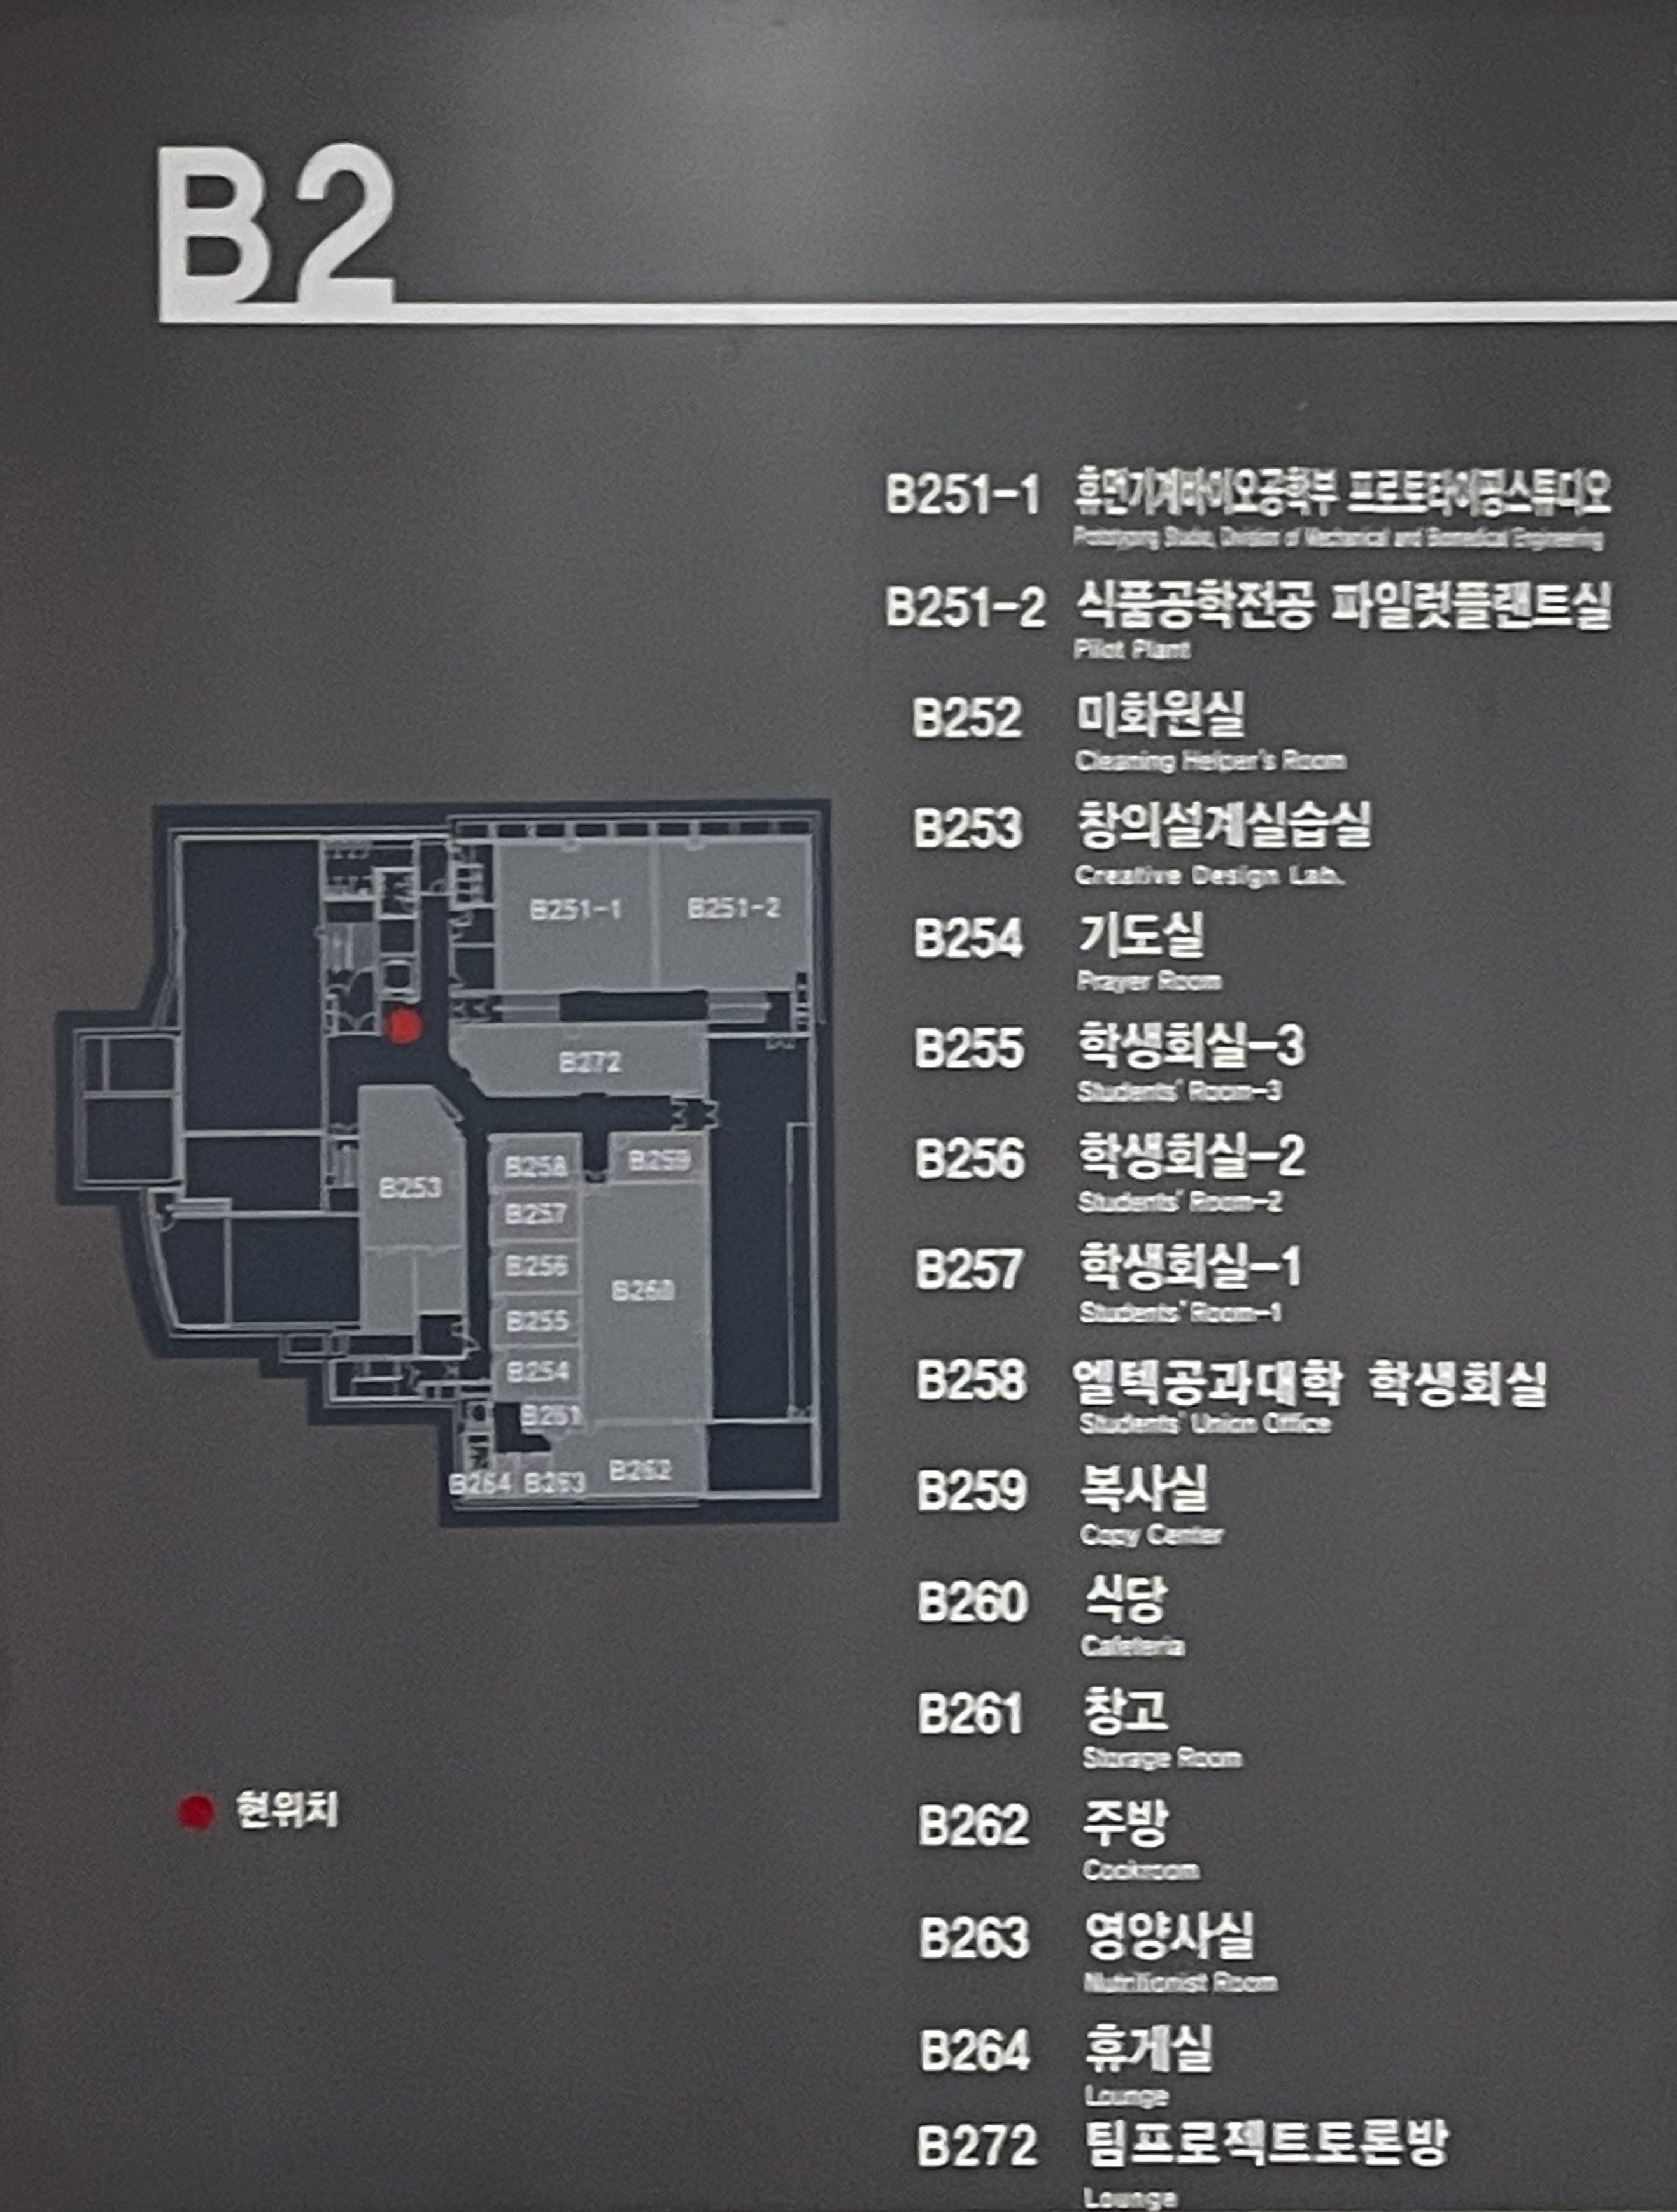 B2
B251-1 휴먼기계바이오공학부 프로토타이핑스튜디오
Prototyping Studio, Division of Mechanical and Biomedical Engineering
B251-2 식품공학전공 파일럿플랜트실
Pilot Plant
B252 미화원실
Cleaning Helper's Room
B253 창의설계실습실
Creative Design Lab.
B254 기도실
Prayer Room
B255 학생회실-3
Students' Room-3
B256 학생회실-2
Students' Room-2
B257 학생회실-1
Students' Room-1
B258 엘텍공과대학 학생회실
Students' Union Office
B259 복사실
Copy Center
B260 식당
Cafeteria
B261 창고
Storage Room
B262 주방
Cookroom
B263 영양사실
Nutritionist Room
B264 휴게실
Lounge
B272 팀프로젝트토론방
Lounge
B251-1 B251-2
B272
B258 B259
B253
B257
B256
B260
B255
B254
B261
B264 B263 B262
현위치